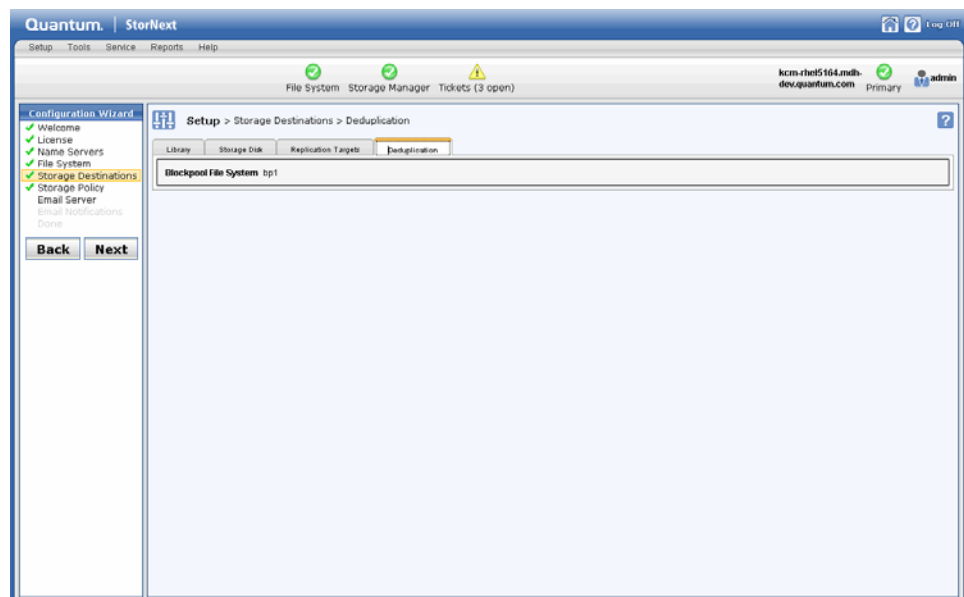 Quantum. | StorNext
Log Off
Setup Tools Service Reports Help
File System Storage Manager Tickets (3 open)
kcm-rhel5164.mdh-
dev.quantum.com
Primary
admin
Configuration Wizard
Welcome
License
Name Servers
File System
Storage Destinations
Storage Policy
Email Server
Email Notifications
Done
Back Next
Setup > Storage Destinations > Deduplication
?
Library Storage Disk Replication Targets Deduplication
Blockpool File System bp1